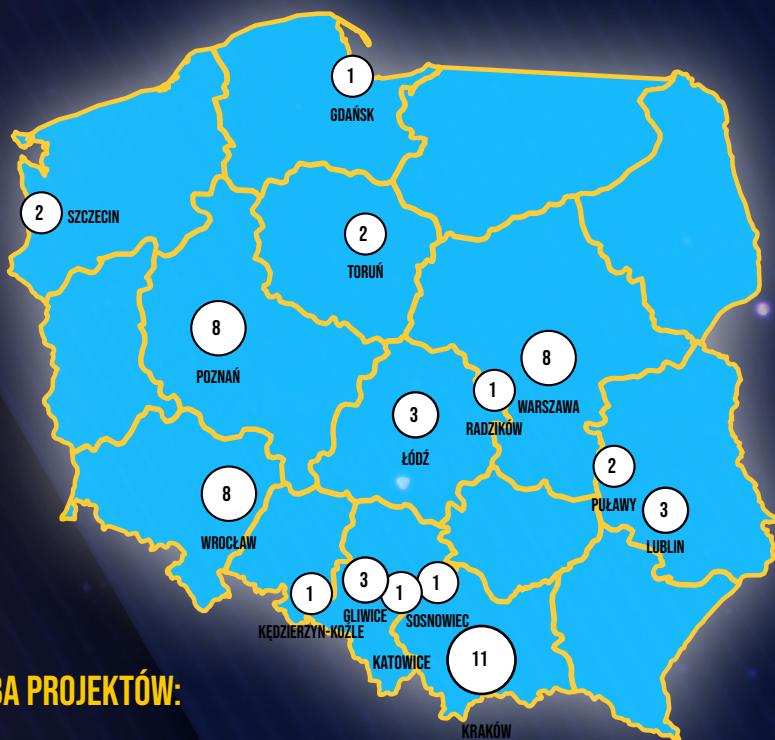 1
GDAŃSK
2
SZCZECIN
2
TORUŃ
8
POZNAŃ
8
WARSZAWA
1
RADZIKÓW
3
ŁÓDŹ
2
PUŁAWY
3
LUBLIN
8
WROCŁAW
1
KĘDZIERZYN-KOŹLE
3
GLIWICE
1
KATOWICE
1
SOSNOWIEC
11
KRAKÓW
BA PROJEKTÓW: